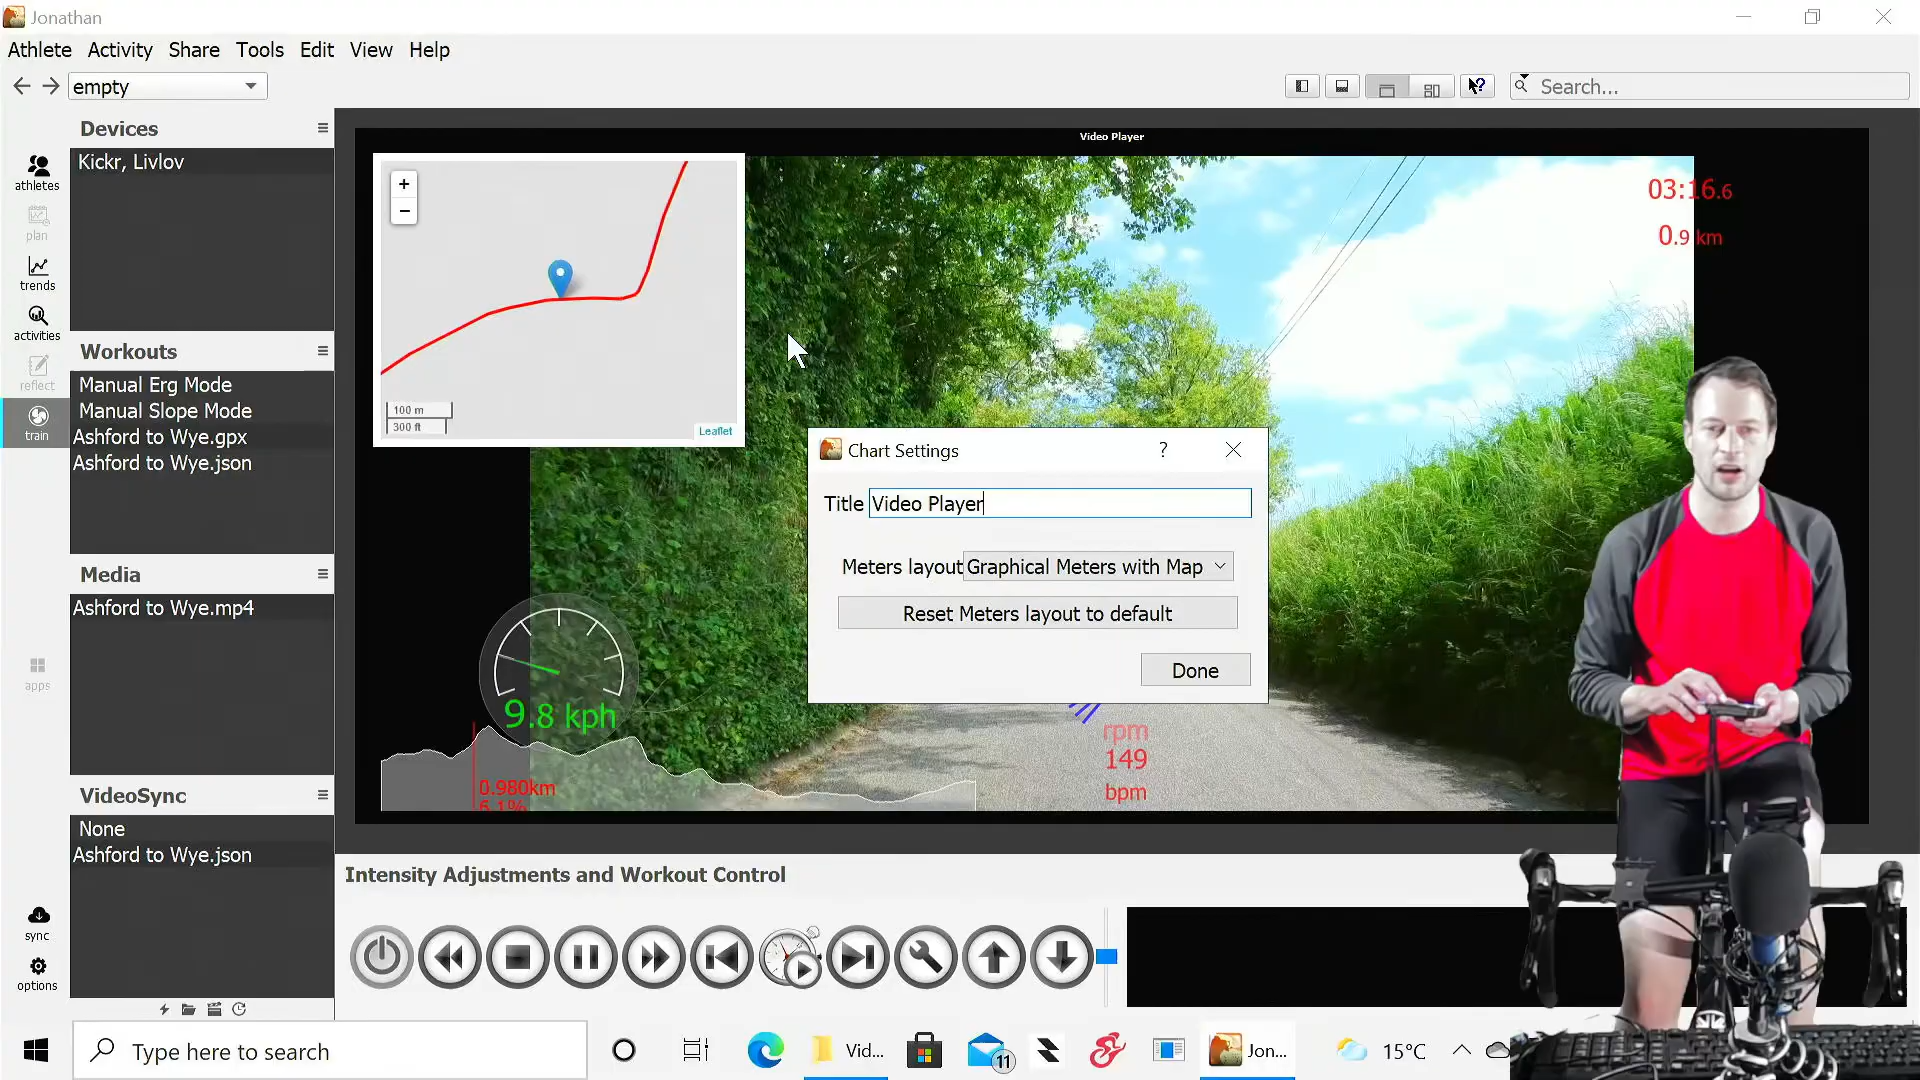 Jonathan
Athlete Activity Share Tools Edit View Help
empty
Search...
Devices
Kickr, Livlov
athletes
plan
trends
activities
reflect
train
apps
sync
options
Workouts
Manual Erg Mode
Manual Slope Mode
Ashford to Wye.gpx
Ashford to Wye.json
Media
Ashford to Wye.mp4
VideoSync
None
Ashford to Wye.json
Video Player
+
−
100 m
300 ft
Leaflet
03:16.6
0.9 km
Chart Settings
?
Title Video Player
Meters layout Graphical Meters with Map
Reset Meters layout to default
Done
9.8 kph
0.980km
6.1%
rpm
149
bpm
Intensity Adjustments and Workout Control
Type here to search
Vid...
11
Jon...
15°C